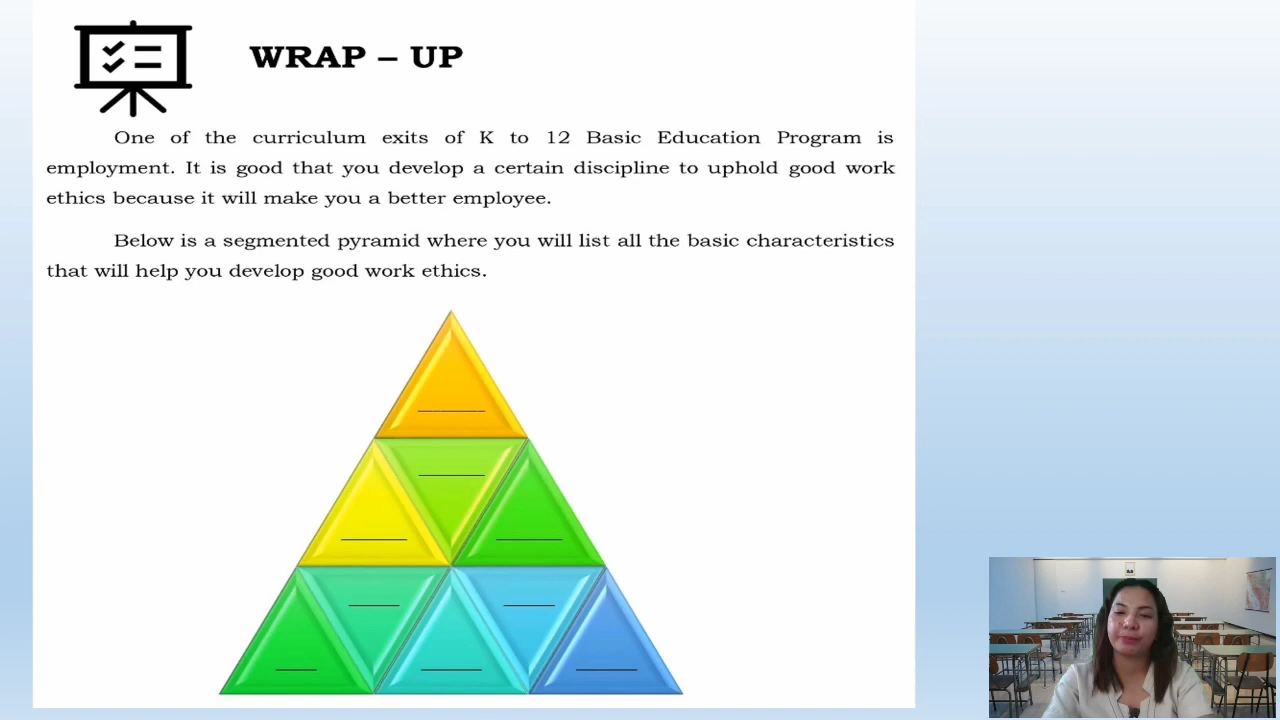 WRAP – UP
One of the curriculum exits of K to 12 Basic Education Program is
employment. It is good that you develop a certain discipline to uphold good work
ethics because it will make you a better employee.
Below is a segmented pyramid where you will list all the basic characteristics
that will help you develop good work ethics.